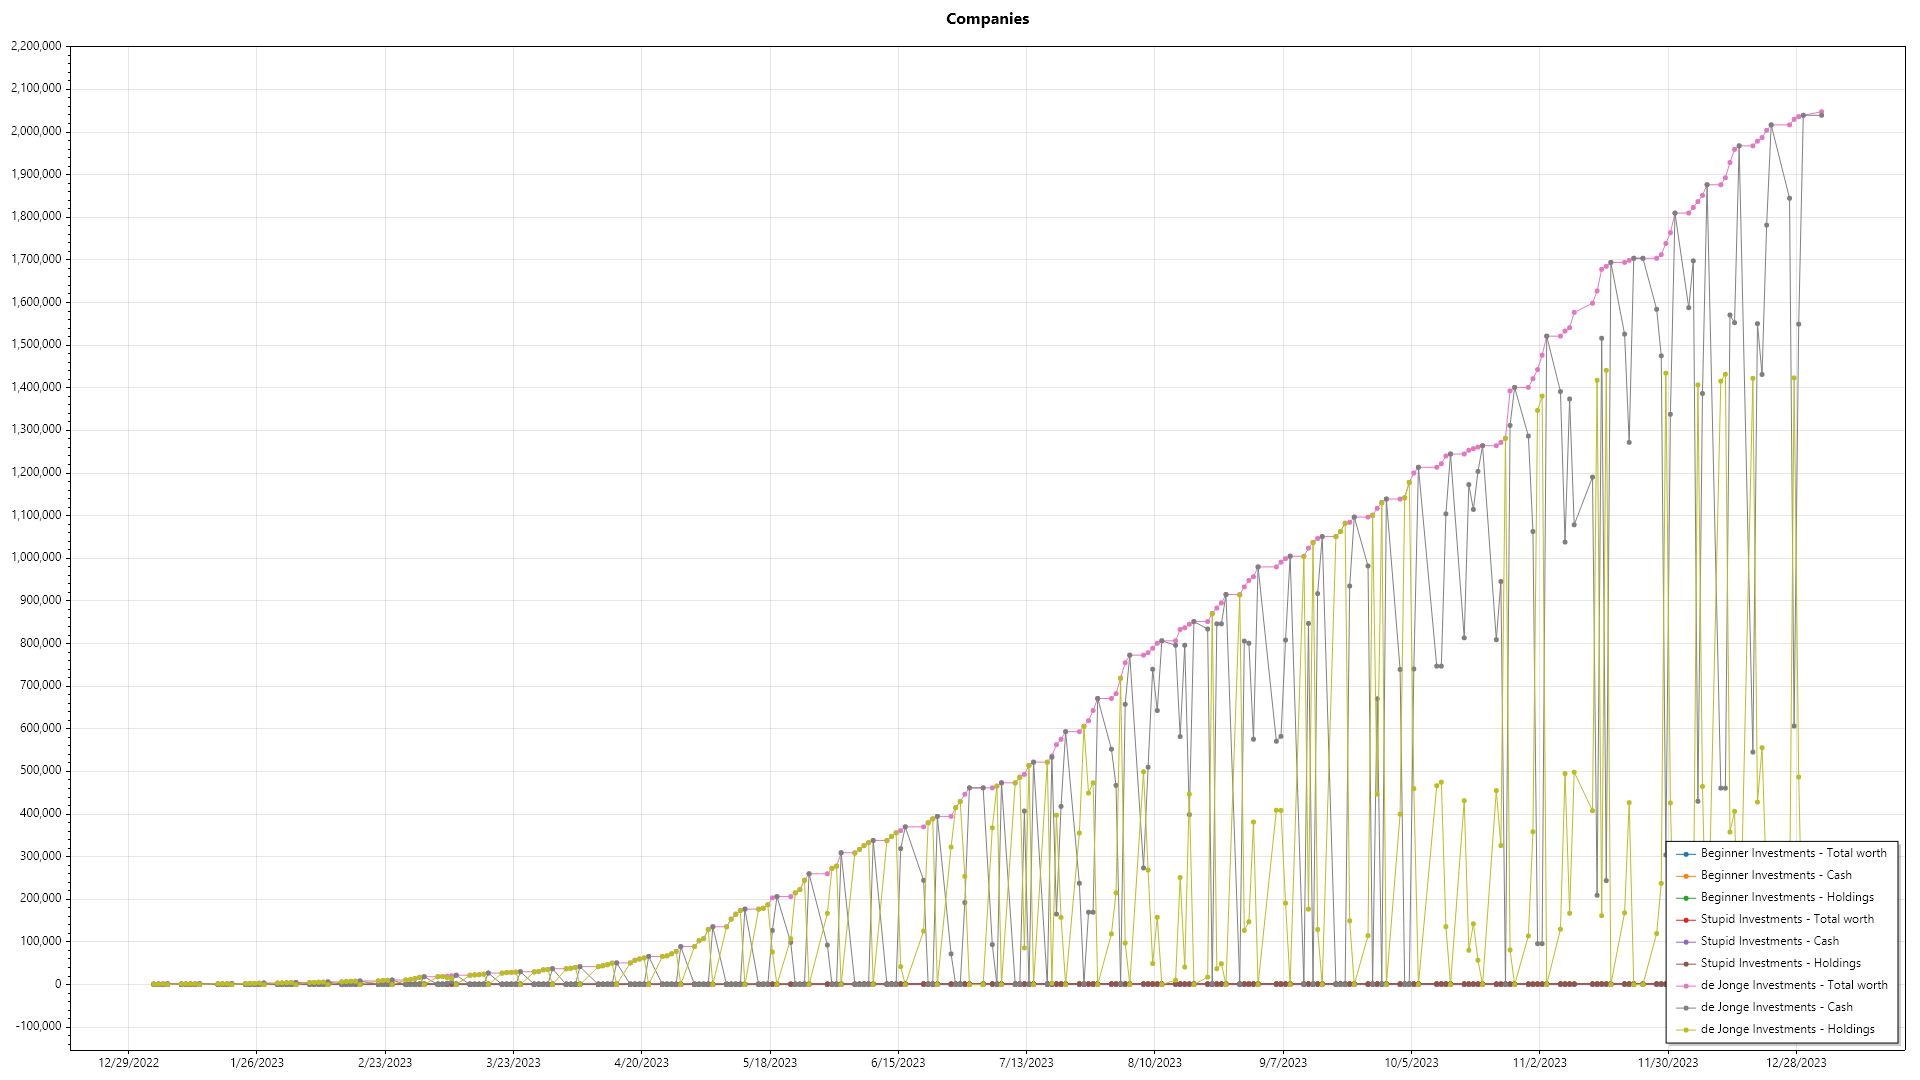 Companies
2,200,000
2,100,000
2,000,000
1,900,000
1,800,000
1,700,000
1,600,000
1,500,000
1,400,000
1,300,000
1,200,000
1,100,000
1,000,000
900,000
800,000
700,000
600,000
500,000
400,000
300,000
200,000
100,000
0
-100,000
Beginner Investments - Total worth
Beginner Investments - Cash
Beginner Investments - Holdings
Stupid Investments - Total worth
Stupid Investments - Cash
Stupid Investments - Holdings
de Jonge Investments - Total worth
de Jonge Investments - Cash
de Jonge Investments - Holdings
12/29/2022 1/26/2023 2/23/2023 3/23/2023 4/20/2023 5/18/2023 6/15/2023 7/13/2023 8/10/2023 9/7/2023 10/5/2023 11/2/2023 11/30/2023 12/28/2023